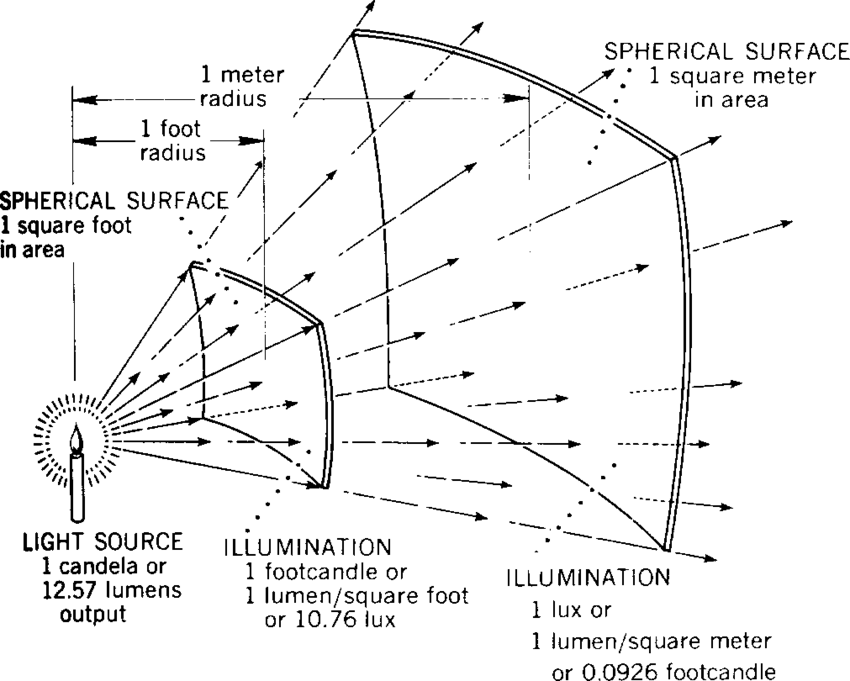 1 meter
radius
1 foot
radius
SPHERICAL SURFACE
1 square meter
in area
SPHERICAL SURFACE
1 square foot
in area
LIGHT SOURCE
1 candela or
12.57 lumens
output
ILLUMINATION
1 footcandle or
1 lumen/square foot
or 10.76 lux
ILLUMINATION
1 lux or
1 lumen/square meter
or 0.0926 footcandle